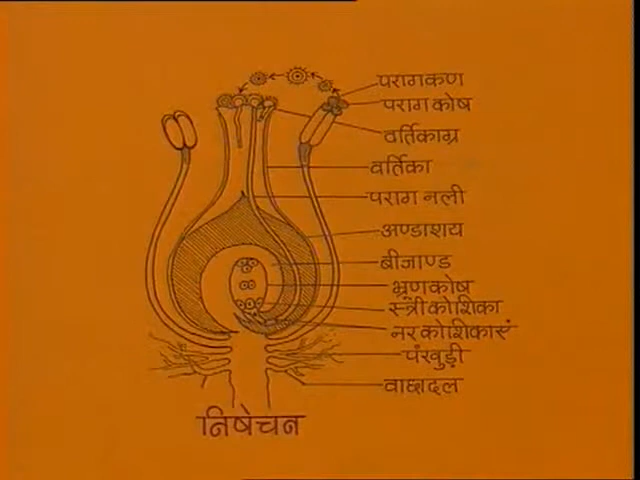 परागकण
पराग कोष
वर्तिकाग्र
वर्तिका
पराग नली
अण्डाशय
बीजाण्ड
भ्रूणकोष
स्त्री कोशिका
नर कोशिकाएं
पंखुड़ी
वाह्यदल
निषेचन